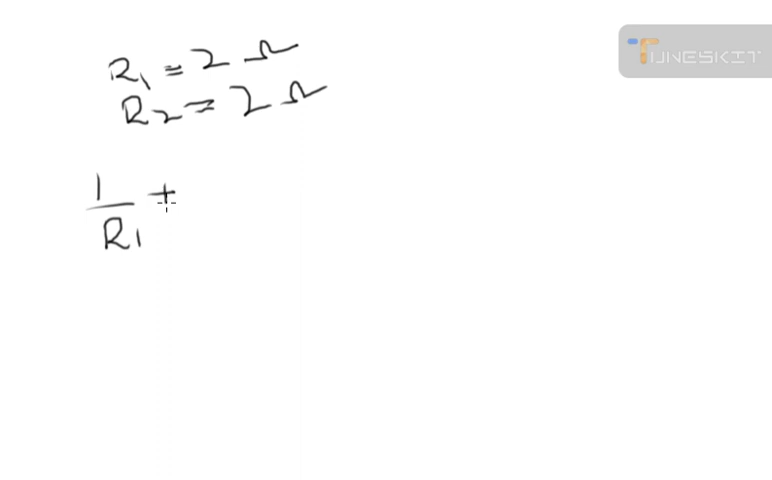 R₁ = 2 Ω
R₂ = 2 Ω
1/R₁ +
TUNESKIT